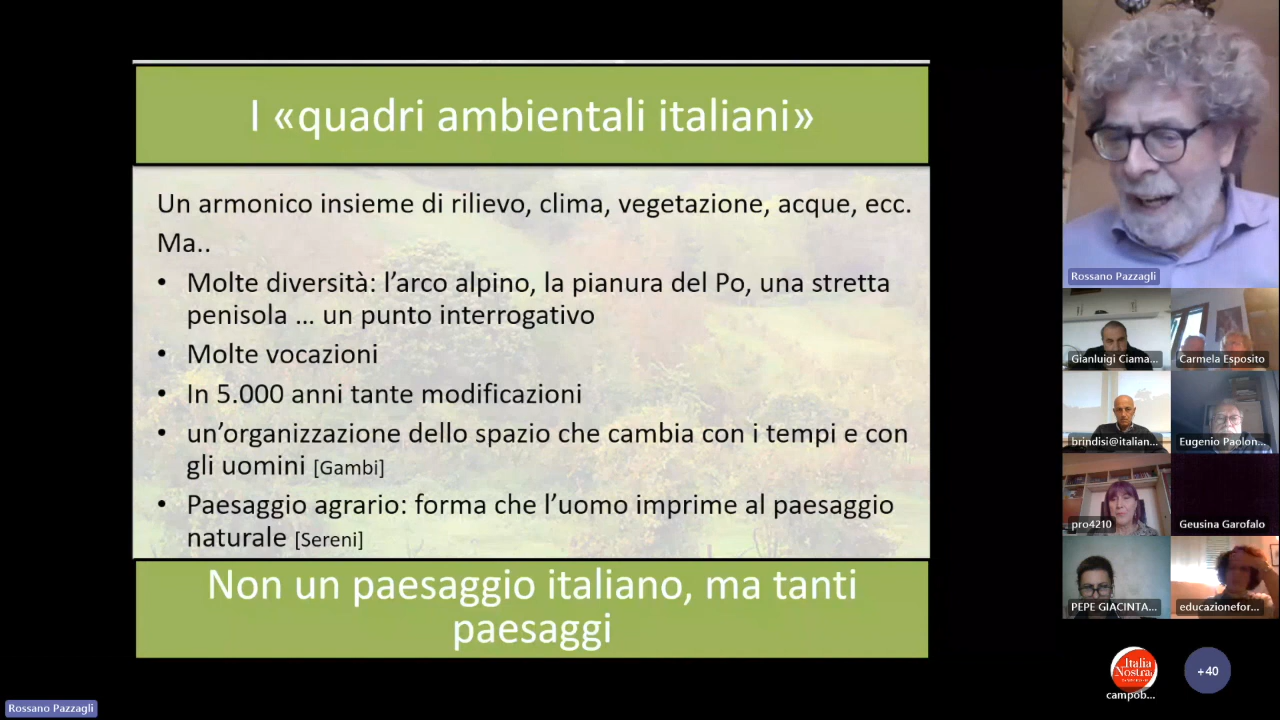 I «quadri ambientali italiani»
Un armonico insieme di rilievo, clima, vegetazione, acque, ecc.
Ma..
• Molte diversità: l’arco alpino, la pianura del Po, una stretta
penisola … un punto interrogativo
• Molte vocazioni
• In 5.000 anni tante modificazioni
• un’organizzazione dello spazio che cambia con i tempi e con
gli uomini [Gambi]
• Paesaggio agrario: forma che l’uomo imprime al paesaggio
naturale [Sereni]
Non un paesaggio italiano, ma tanti
paesaggi
Rossano Pazzagli
Gianluigi Ciama...
Carmela Esposito
brindisi@italian...
Eugenio Paolon...
pro4210
Geusina Garofalo
PEPE GIACINTA...
educazionefor...
Italia
Nostra
campob...
+40
Rossano Pazzagli